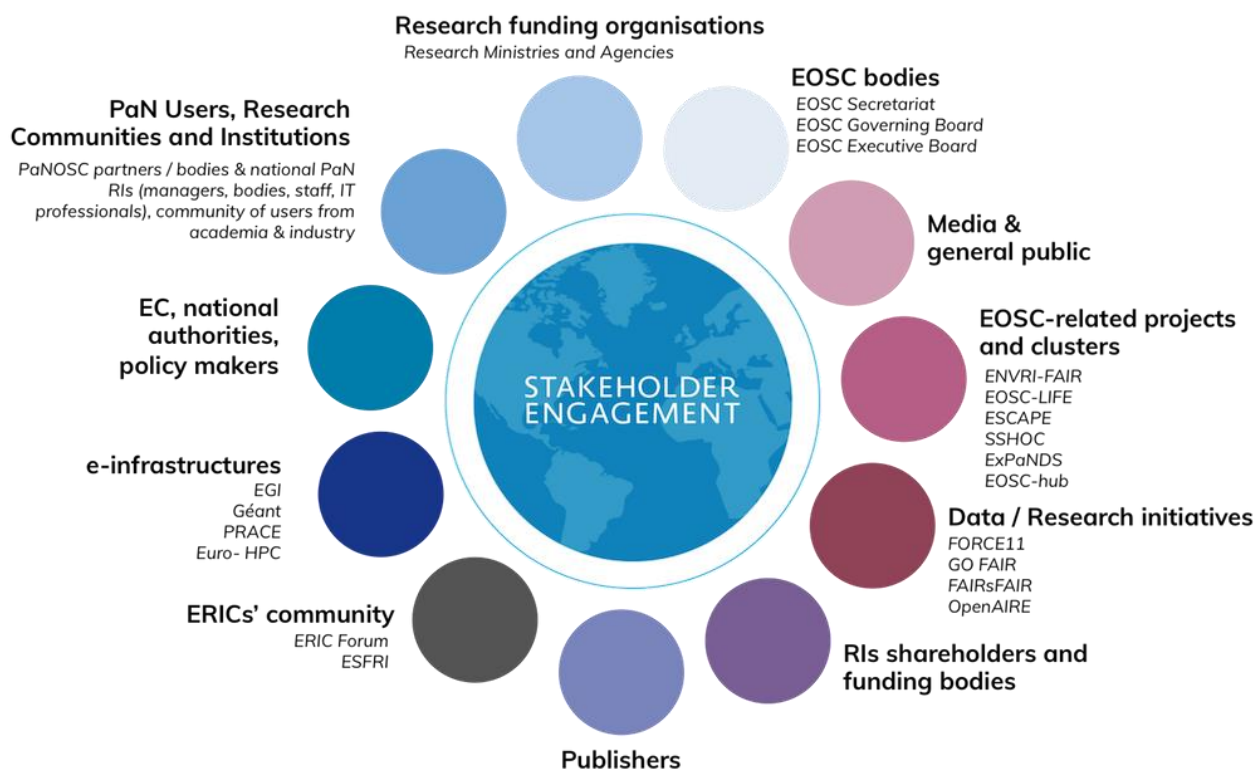 Research funding organisations
Research Ministries and Agencies
EOSC bodies
EOSC Secretariat
EOSC Governing Board
EOSC Executive Board
Media &
general public
EOSC-related projects
and clusters
ENVRI-FAIR
EOSC-LIFE
ESCAPE
SSHOC
ExPaNDS
EOSC-hub
Data / Research initiatives
FORCE11
GO FAIR
FAIRsFAIR
OpenAIRE
RIs shareholders and
funding bodies
Publishers
ERICs’ community
ERIC Forum
ESFRI
e-infrastructures
EGI
Géant
PRACE
Euro- HPC
EC, national
authorities,
policy makers
PaN Users, Research
Communities and Institutions
PaNOSC partners / bodies & national PaN
RIs (managers, bodies, staff, IT
professionals), community of users from
academia & industry
STAKEHOLDER
ENGAGEMENT